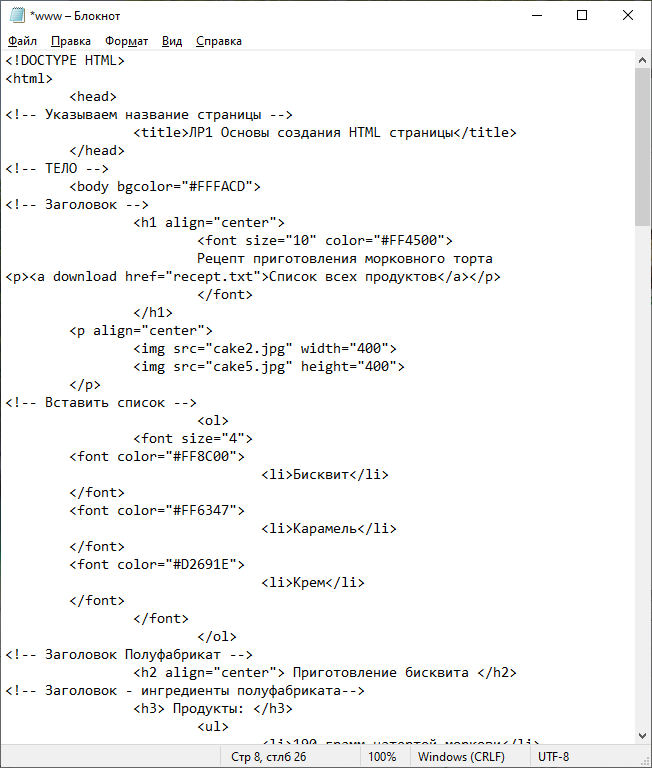 *www – Блокнот
Файл Правка Формат Вид Справка
<!DOCTYPE HTML>
<html>
<head>
<!-- Указываем название страницы -->
<title>ЛР1 Основы создания HTML страницы</title>
</head>
<!-- ТЕЛО -->
<body bgcolor="#FFFACD">
<!-- Заголовок -->
<h1 align="center">
<font size="10" color="#FF4500">
Рецепт приготовления морковного торта
<p><a download href="recept.txt">Список всех продуктов</a></p>
</font>
</h1>
<p align="center">
<img src="cake2.jpg" width="400">
<img src="cake5.jpg" height="400">
</p>
<!-- Вставить список -->
<ol>
<font size="4">
<font color="#FF8C00">
<li>Бисквит</li>
</font>
<font color="#FF6347">
<li>Карамель</li>
</font>
<font color="#D2691E">
<li>Крем</li>
</font>
</font>
</ol>
<!-- Заголовок Полуфабрикат -->
<h2 align="center"> Приготовление бисквита </h2>
<!-- Заголовок - ингредиенты полуфабриката-->
<h3> Продукты: </h3>
<ul>
<li>190 грамм натертой моркови</li>
Стр 8, стлб 26 100% Windows (CRLF) UTF-8